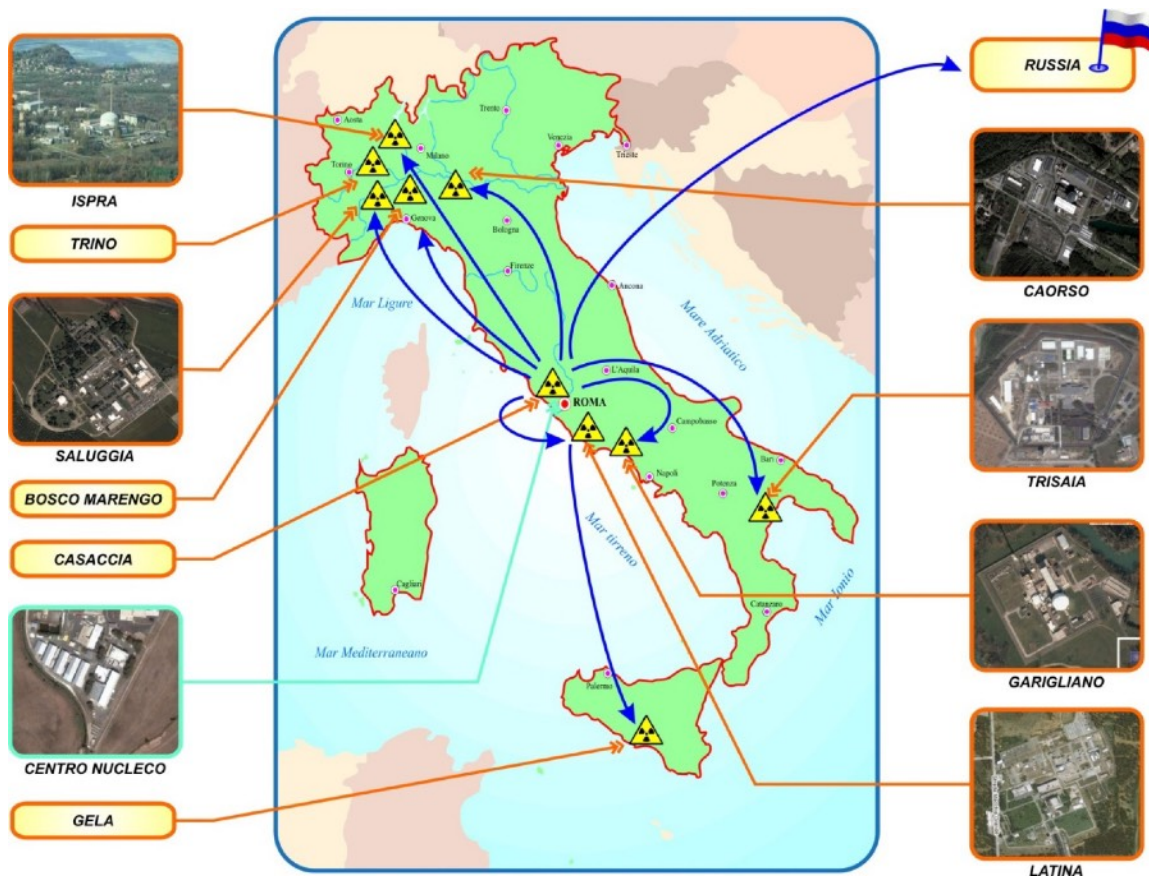 RUSSIA
ISPRA
TRINO
SALUGGIA
BOSCO MARENGO
CASACCIA
CENTRO NUCLECO
GELA
Aosta
Trento
Milano
Venezia
Trieste
Torino
Genova
Bologna
Firenze
Mar Ligure
Ancona
Mare Adriatico
L'Aquila
ROMA
Campobasso
Bari
Napoli
Potenza
Mar tirreno
Cagliari
Catanzaro
Mar Ionio
Mar Mediterraneano
Palermo
CAORSO
TRISAIA
GARIGLIANO
LATINA